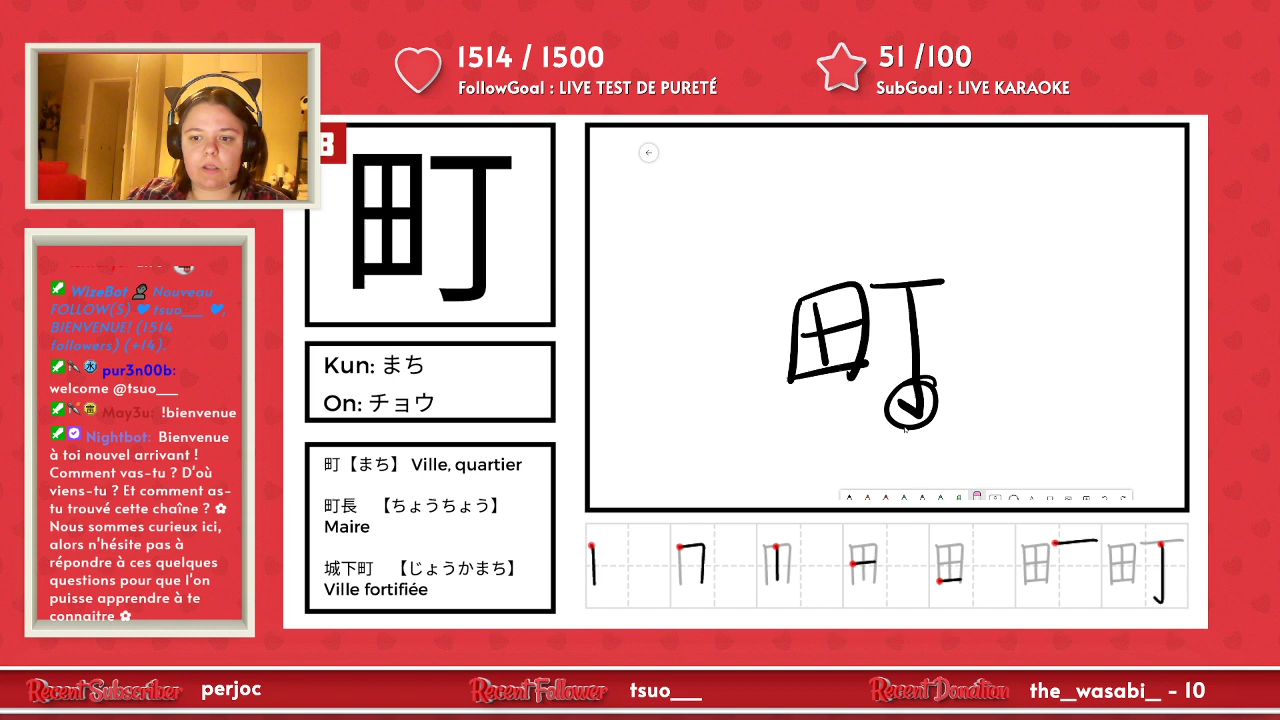 1514 / 1500
FollowGoal : LIVE TEST DE PURETÉ
51 /100
SubGoal : LIVE KARAOKE
町
Kun: まち
On: チョウ
町【まち】 Ville, quartier
町長 【ちょうちょう】
Maire
城下町 【じょうかまち】
Ville fortifiée
町
WizeBot Nouveau
FOLLOW(S) tsuo___ ,
BIENVENUE! (1514
followers) (+14).
pur3n00b:
welcome @tsuo___
May3u: !bienvenue
Nightbot: Bienvenue
à toi nouvel arrivant !
Comment vas-tu ? D'où
viens-tu ? Et comment as-
tu trouvé cette chaîne ? ✿
Nous sommes curieux ici,
alors n'hésite pas à
répondre à ces quelques
questions pour que l'on
puisse apprendre à te
connaitre ✿
Recent Subscriber perjoc
Recent Follower tsuo___
Recent Donation the_wasabi_ - 10